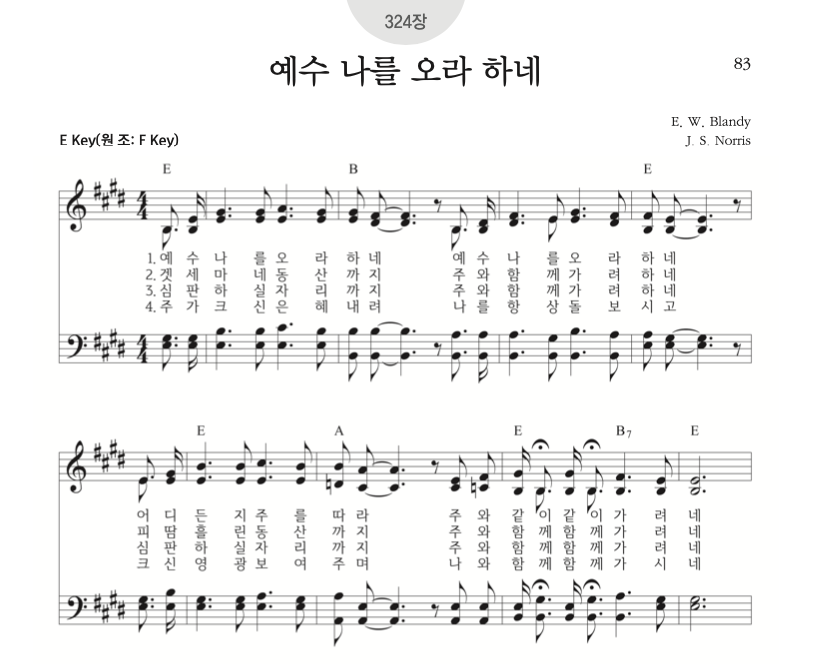 324장
예수 나를 오라 하네
83
E. W. Blandy
E Key(원 조: F Key)
J. S. Norris
E B E
1. 예 수 나 를 오 라 하 네 예 수 나 를 오 라 하 네
2. 겟 세 마 네 동 산 까 지 주 와 함 께 가 려 하 네
3. 심 판 하 실 자 리 까 지 주 와 함 께 가 려 하 네
4. 주 가 크 신 은 혜 내 려 나 를 항 상 돌 보 시 고
E A E B7 E
어 디 든 지 주 를 따 라 주 와 같 이 같 이 가 려 네
피 땀 흘 린 동 산 까 지 주 와 함 께 함 께 가 려 네
심 판 하 실 자 리 까 지 주 와 함 께 함 께 가 려 네
크 신 영 광 보 여 주 며 나 와 함 께 함 께 가 시 네